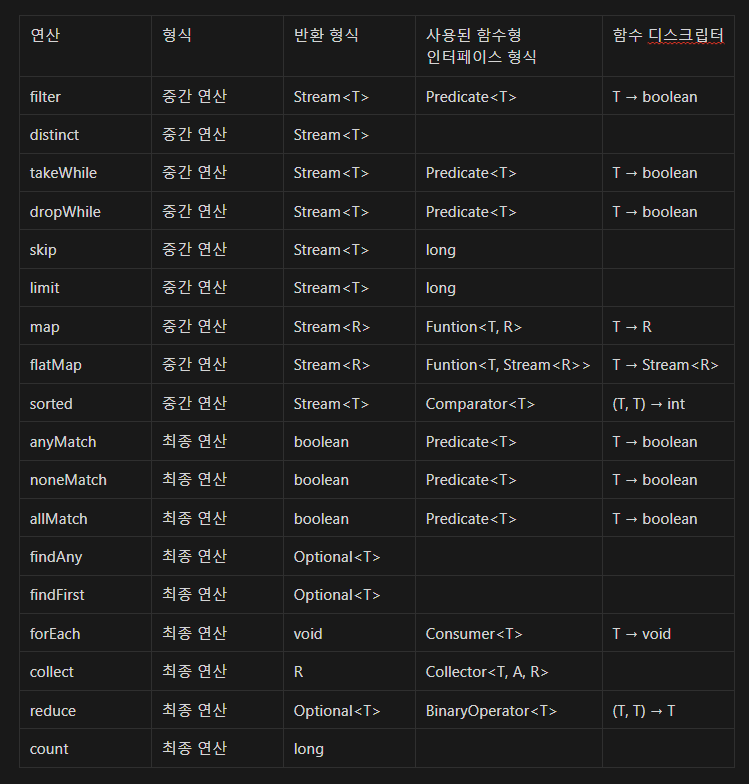 연산 형식 반환 형식 사용된 함수형 함수 디스크립터
인터페이스 형식
filter 중간 연산 Stream<T> Predicate<T> T → boolean
distinct 중간 연산 Stream<T>
takeWhile 중간 연산 Stream<T> Predicate<T> T → boolean
dropWhile 중간 연산 Stream<T> Predicate<T> T → boolean
skip 중간 연산 Stream<T> long
limit 중간 연산 Stream<T> long
map 중간 연산 Stream<R> Funtion<T, R> T → R
flatMap 중간 연산 Stream<R> Funtion<T, Stream<R>> T → Stream<R>
sorted 중간 연산 Stream<T> Comparator<T> (T, T) → int
anyMatch 최종 연산 boolean Predicate<T> T → boolean
noneMatch 최종 연산 boolean Predicate<T> T → boolean
allMatch 최종 연산 boolean Predicate<T> T → boolean
findAny 최종 연산 Optional<T>
findFirst 최종 연산 Optional<T>
forEach 최종 연산 void Consumer<T> T → void
collect 최종 연산 R Collector<T, A, R>
reduce 최종 연산 Optional<T> BinaryOperator<T> (T, T) → T
count 최종 연산 long